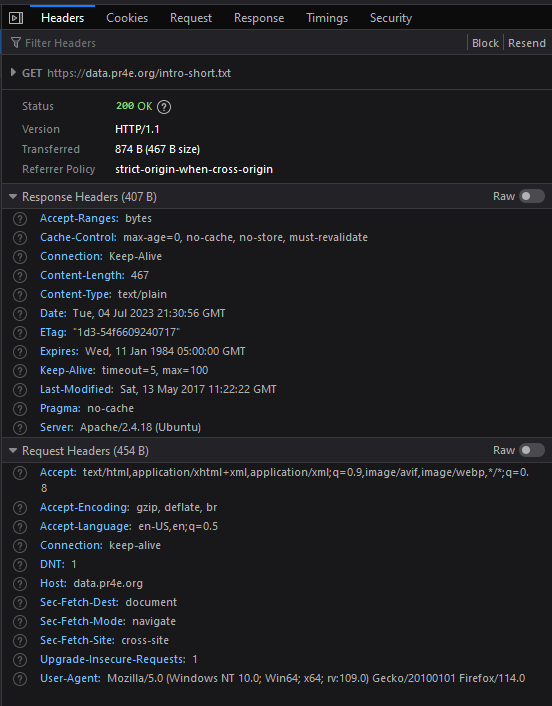 Headers Cookies Request Response Timings Security
Filter Headers Block Resend
GET https://data.pr4e.org/intro-short.txt
Status 200 OK ?
Version HTTP/1.1
Transferred 874 B (467 B size)
Referrer Policy strict-origin-when-cross-origin
Response Headers (407 B) Raw
? Accept-Ranges: bytes
? Cache-Control: max-age=0, no-cache, no-store, must-revalidate
? Connection: Keep-Alive
? Content-Length: 467
? Content-Type: text/plain
? Date: Tue, 04 Jul 2023 21:30:56 GMT
? ETag: "1d3-54f6609240717"
? Expires: Wed, 11 Jan 1984 05:00:00 GMT
? Keep-Alive: timeout=5, max=100
? Last-Modified: Sat, 13 May 2017 11:22:22 GMT
? Pragma: no-cache
? Server: Apache/2.4.18 (Ubuntu)
Request Headers (454 B) Raw
? Accept: text/html,application/xhtml+xml,application/xml;q=0.9,image/avif,image/webp,*/*;q=0.
8
? Accept-Encoding: gzip, deflate, br
? Accept-Language: en-US,en;q=0.5
? Connection: keep-alive
? DNT: 1
? Host: data.pr4e.org
? Sec-Fetch-Dest: document
? Sec-Fetch-Mode: navigate
? Sec-Fetch-Site: cross-site
? Upgrade-Insecure-Requests: 1
? User-Agent: Mozilla/5.0 (Windows NT 10.0; Win64; x64; rv:109.0) Gecko/20100101 Firefox/114.0